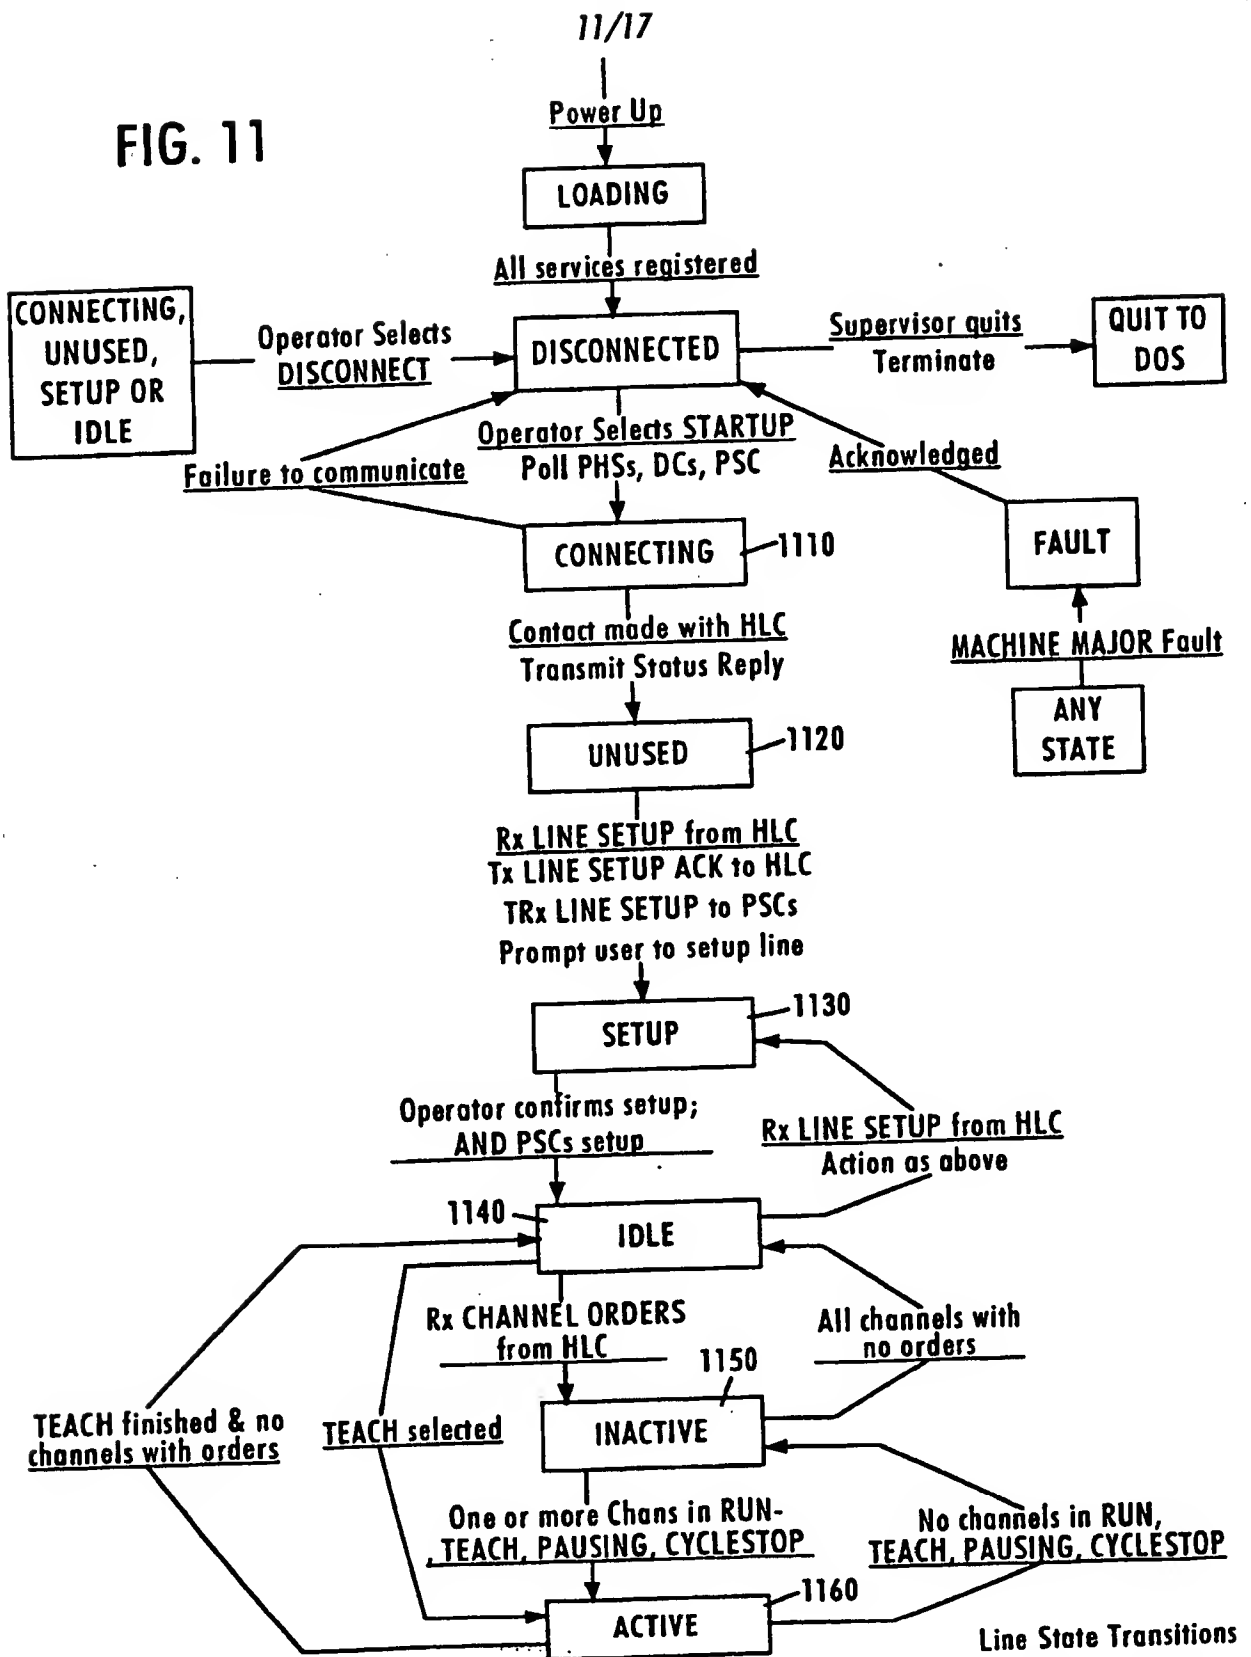 11/17
FIG. 11
Power Up
LOADING
All services registered
CONNECTING,
UNUSED,
SETUP OR
IDLE
Operator Selects
DISCONNECT
DISCONNECTED
Supervisor quits
Terminate
QUIT TO
DOS
Operator Selects STARTUP
Poll PHSs, DCs, PSC
Failure to communicate
Acknowledged
CONNECTING
1110
FAULT
Contact made with HLC
Transmit Status Reply
MACHINE MAJOR Fault
ANY
STATE
UNUSED
1120
Rx LINE SETUP from HLC
Tx LINE SETUP ACK to HLC
TRx LINE SETUP to PSCs
Prompt user to setup line
SETUP
1130
Operator confirms setup;
AND PSCs setup
Rx LINE SETUP from HLC
Action as above
1140
IDLE
Rx CHANNEL ORDERS
from HLC
All channels with
no orders
1150
INACTIVE
TEACH finished & no
channels with orders
TEACH selected
One or more Chans in RUN-
, TEACH, PAUSING, CYCLESTOP
No channels in RUN,
TEACH, PAUSING, CYCLESTOP
1160
ACTIVE
Line State Transitions